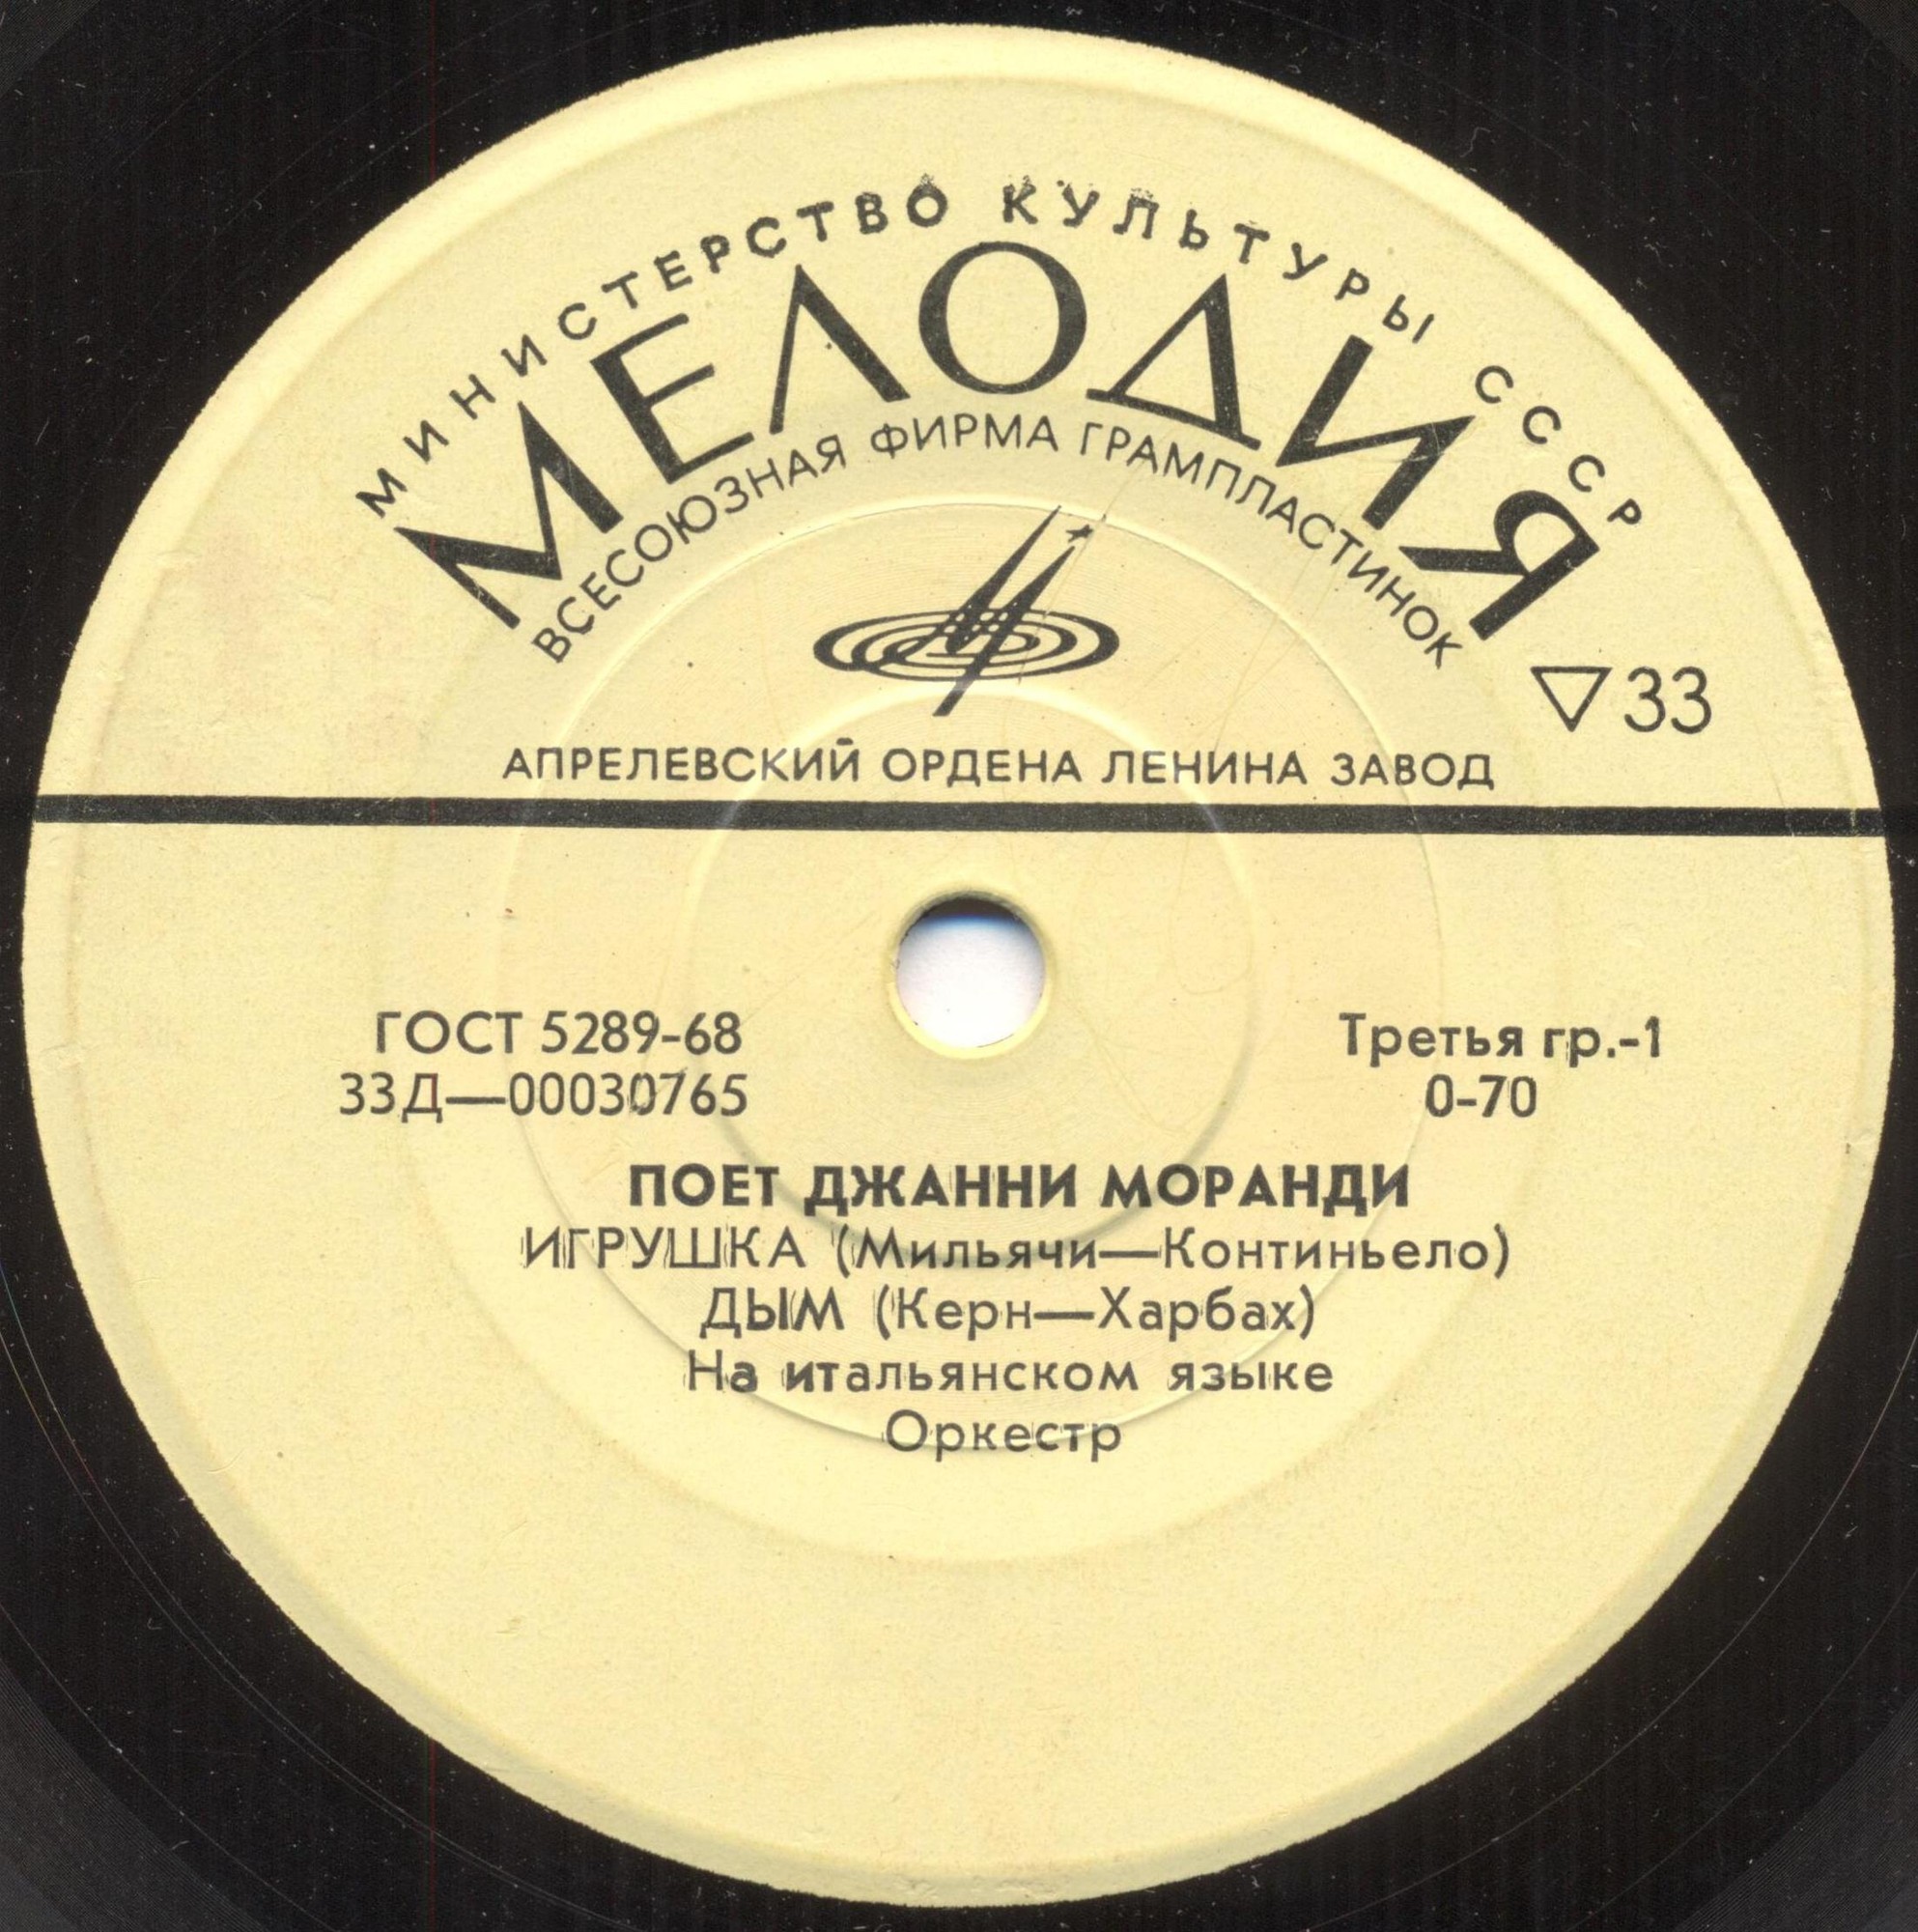 МИНИСТЕРСТВО КУЛЬТУРЫ СССР
МЕЛОДИЯ
ВСЕСОЮЗНАЯ ФИРМА ГРАМПЛАСТИНОК
33
АПРЕЛЕВСКИЙ ОРДЕНА ЛЕНИНА ЗАВОД
ГОСТ 5289-68
33Д—00030765
Третья гр.-1
0-70
ПОЕТ ДЖАННИ МОРАНДИ
ИГРУШКА (Мильячи—Континьело)
ДЫМ (Керн—Харбах)
На итальянском языке
Оркестр